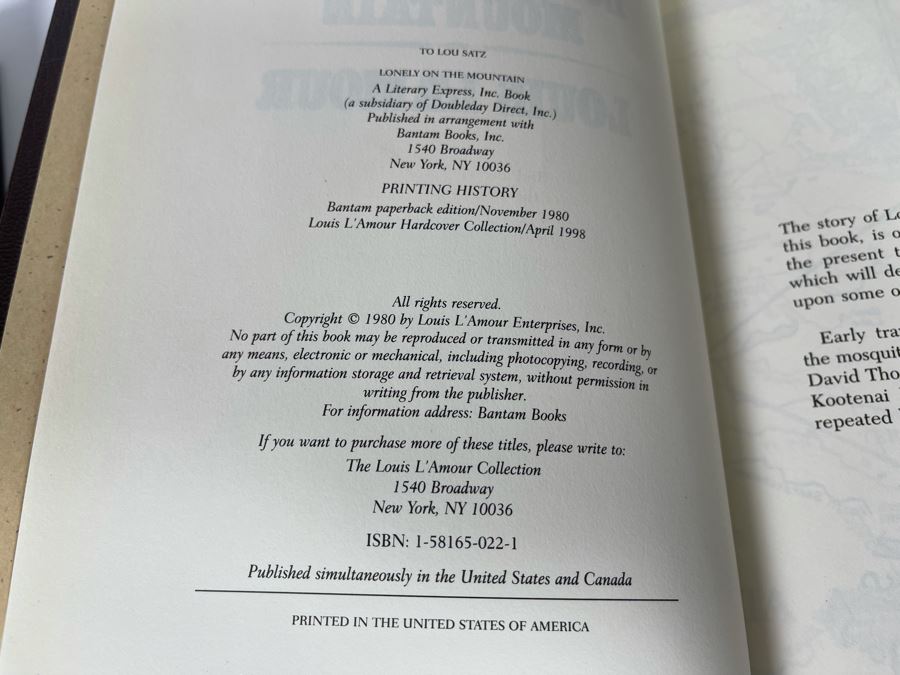 TO LOU SATZ
LONELY ON THE MOUNTAIN
A Literary Express, Inc. Book
(a subsidiary of Doubleday Direct, Inc.)
Published in arrangement with
Bantam Books, Inc.
1540 Broadway
New York, NY 10036
PRINTING HISTORY
Bantam paperback edition/November 1980
Louis L'Amour Hardcover Collection/April 1998
All rights reserved.
Copyright © 1980 by Louis L'Amour Enterprises, Inc.
No part of this book may be reproduced or transmitted in any form or by
any means, electronic or mechanical, including photocopying, recording, or
by any information storage and retrieval system, without permission in
writing from the publisher.
For information address: Bantam Books
If you want to purchase more of these titles, please write to:
The Louis L'Amour Collection
1540 Broadway
New York, NY 10036
ISBN: 1-58165-022-1
Published simultaneously in the United States and Canada
PRINTED IN THE UNITED STATES OF AMERICA
The story of
this book, is
the present
which will
upon some
Early
the
David
Kootenai
repeated